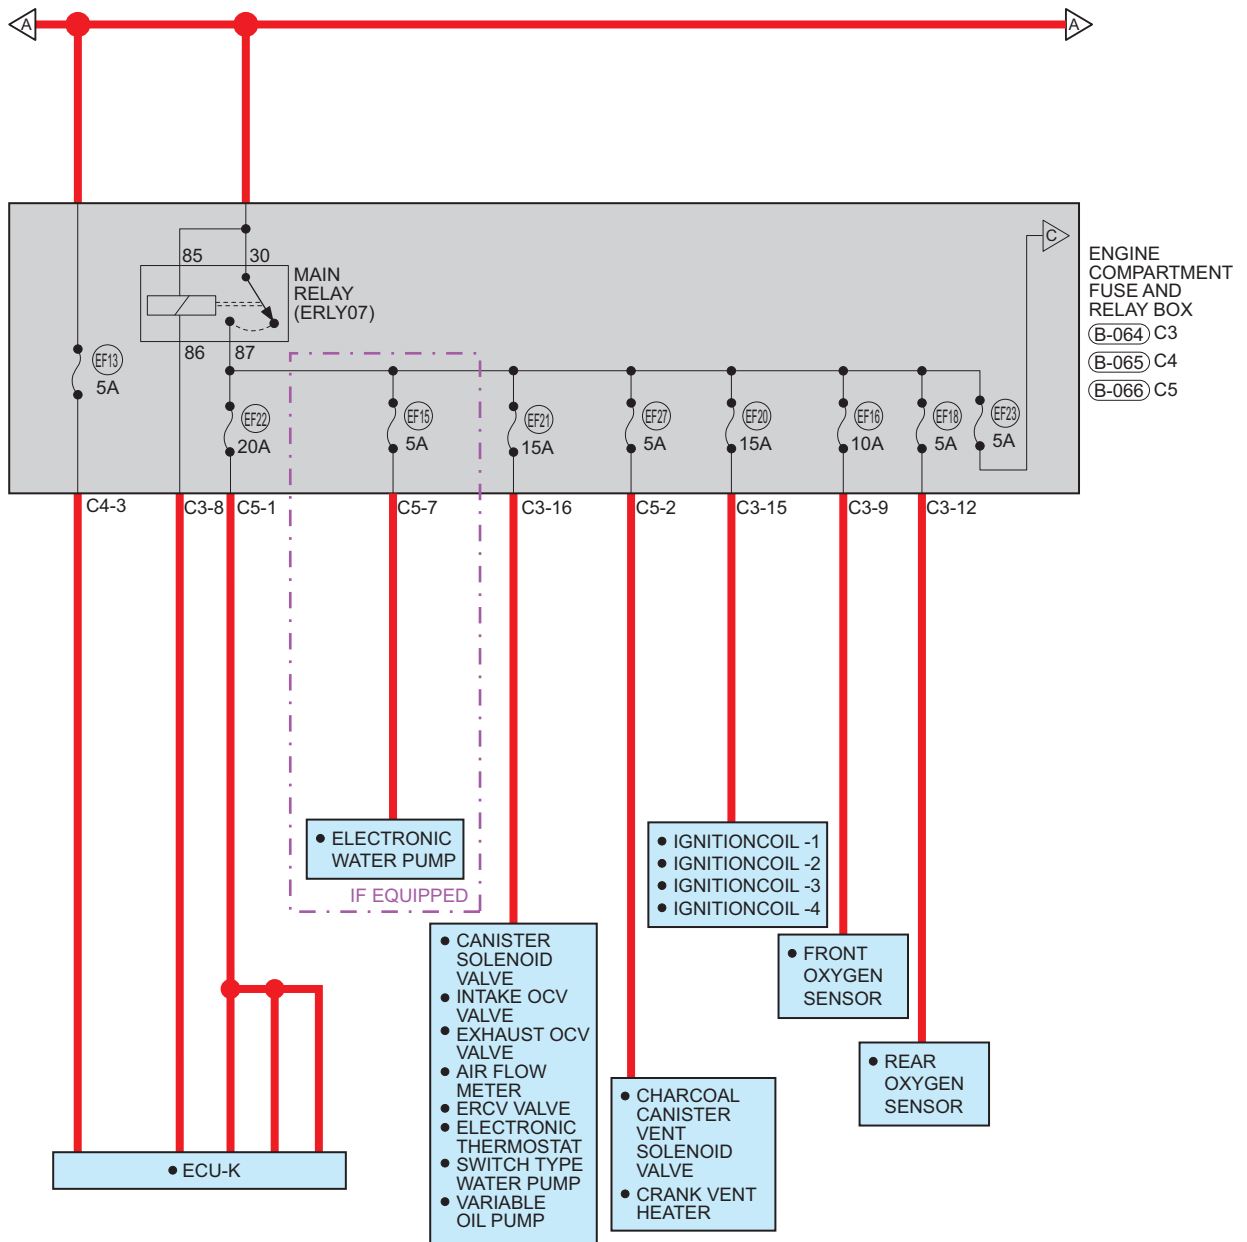 A
A
C
85
30
MAIN
RELAY
(ERLY07)
86
87
ENGINE
COMPARTMENT
FUSE AND
RELAY BOX
B-064 C3
B-065 C4
B-066 C5
EF13
5A
EF22
20A
EF15
5A
EF21
15A
EF27
5A
EF20
15A
EF16
10A
EF18
5A
EF23
5A
C4-3
C3-8
C5-1
C5-7
C3-16
C5-2
C3-15
C3-9
C3-12
• ELECTRONIC
WATER PUMP
IF EQUIPPED
• IGNITIONCOIL -1
• IGNITIONCOIL -2
• IGNITIONCOIL -3
• IGNITIONCOIL -4
• CANISTER
SOLENOID
VALVE
• INTAKE OCV
VALVE
• EXHAUST OCV
VALVE
• AIR FLOW
METER
• ERCV VALVE
• ELECTRONIC
THERMOSTAT
• SWITCH TYPE
WATER PUMP
• VARIABLE
OIL PUMP
• FRONT
OXYGEN
SENSOR
• REAR
OXYGEN
SENSOR
• CHARCOAL
CANISTER
VENT
SOLENOID
VALVE
• CRANK VENT
HEATER
• ECU-K